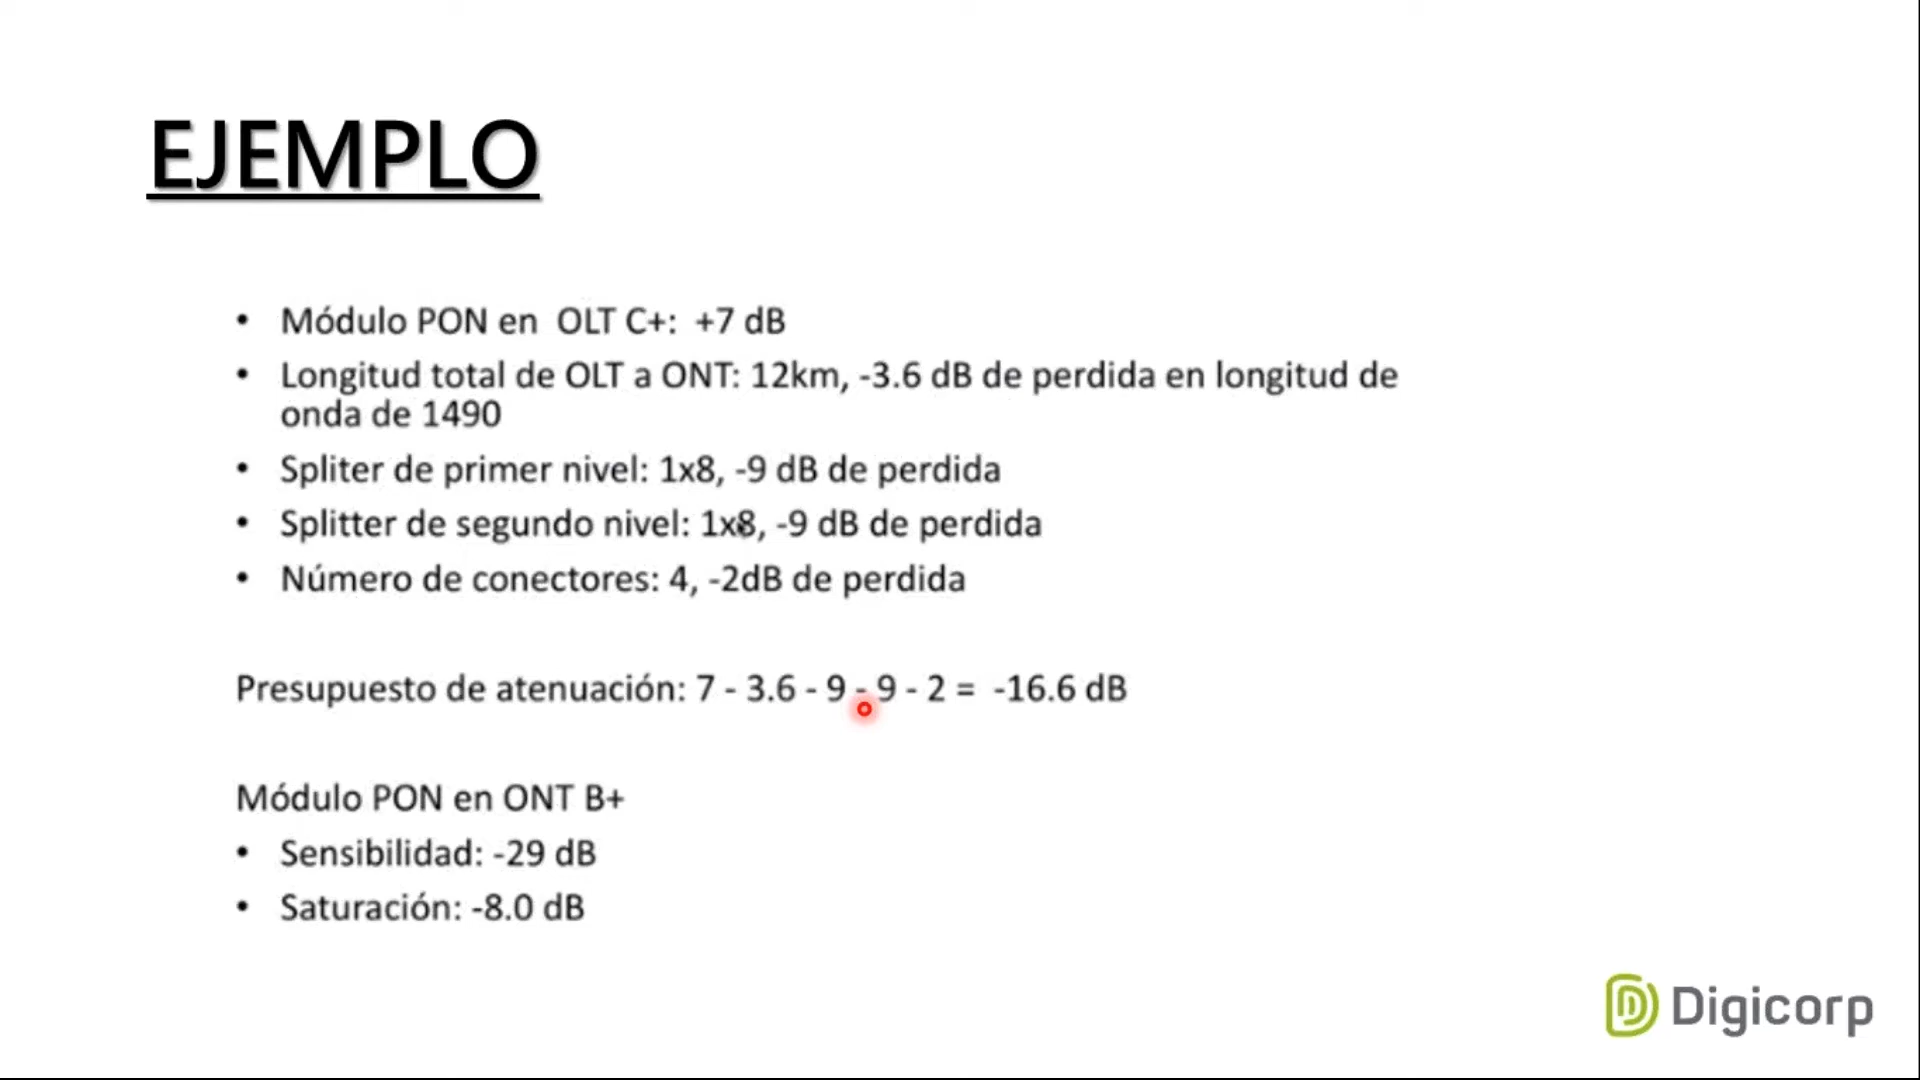 EJEMPLO
• Módulo PON en OLT C+: +7 dB
• Longitud total de OLT a ONT: 12km, -3.6 dB de perdida en longitud de
onda de 1490
• Spliter de primer nivel: 1x8, -9 dB de perdida
• Splitter de segundo nivel: 1x8, -9 dB de perdida
• Número de conectores: 4, -2dB de perdida
Presupuesto de atenuación: 7 - 3.6 - 9 - 9 - 2 = -16.6 dB
Módulo PON en ONT B+
• Sensibilidad: -29 dB
• Saturación: -8.0 dB
Digicorp